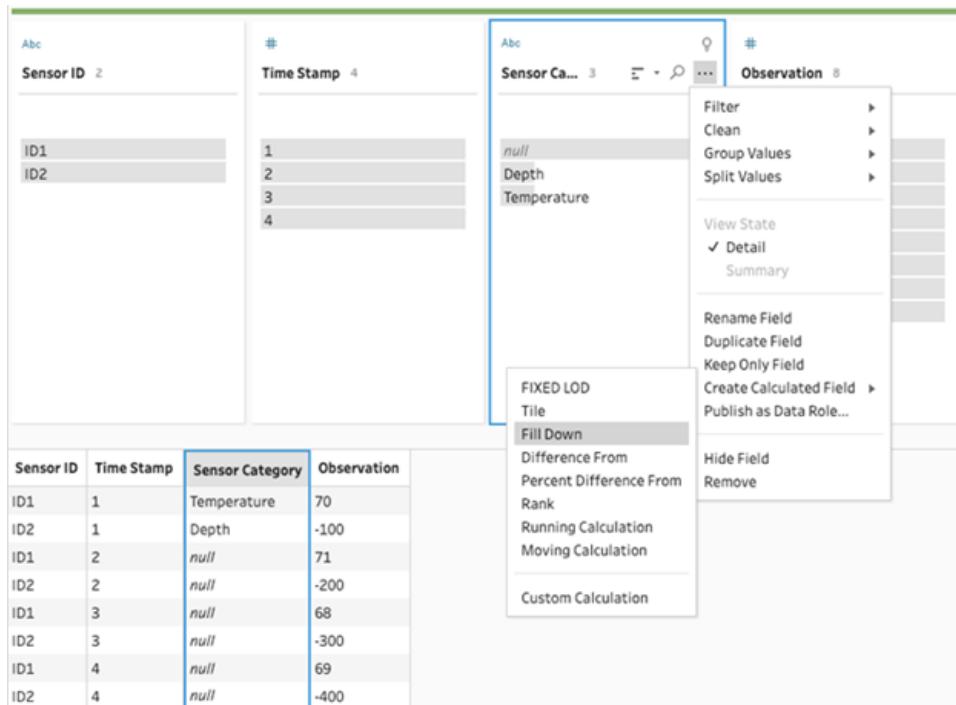 Abc
Sensor ID 2
ID1
ID2
#
Time Stamp 4
1
2
3
4
Abc
Sensor Ca... 3
null
Depth
Temperature
#
Observation 8
Filter
Clean
Group Values
Split Values
View State
✓ Detail
Summary
Rename Field
Duplicate Field
Keep Only Field
Create Calculated Field
Publish as Data Role...
Hide Field
Remove
FIXED LOD
Tile
Fill Down
Difference From
Percent Difference From
Rank
Running Calculation
Moving Calculation
Custom Calculation
Sensor ID Time Stamp Sensor Category Observation
ID1 1 Temperature 70
ID2 1 Depth -100
ID1 2 null 71
ID2 2 null -200
ID1 3 null 68
ID2 3 null -300
ID1 4 null 69
ID2 4 null -400